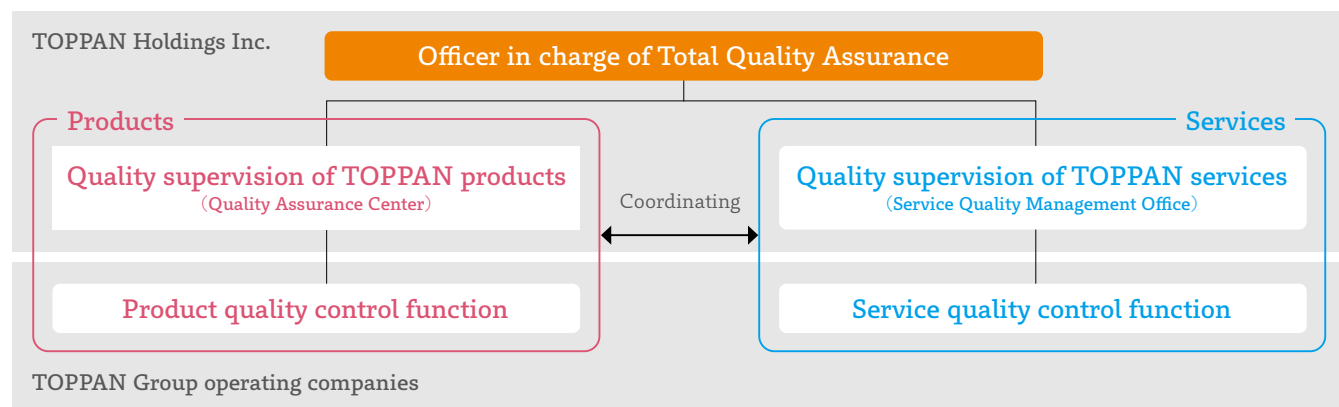 TOPPAN Holdings Inc.
Officer in charge of Total Quality Assurance
Products
Quality supervision of TOPPAN products
（Quality Assurance Center）
Product quality control function
Coordinating
Services
Quality supervision of TOPPAN services
（Service Quality Management Office）
Service quality control function
TOPPAN Group operating companies